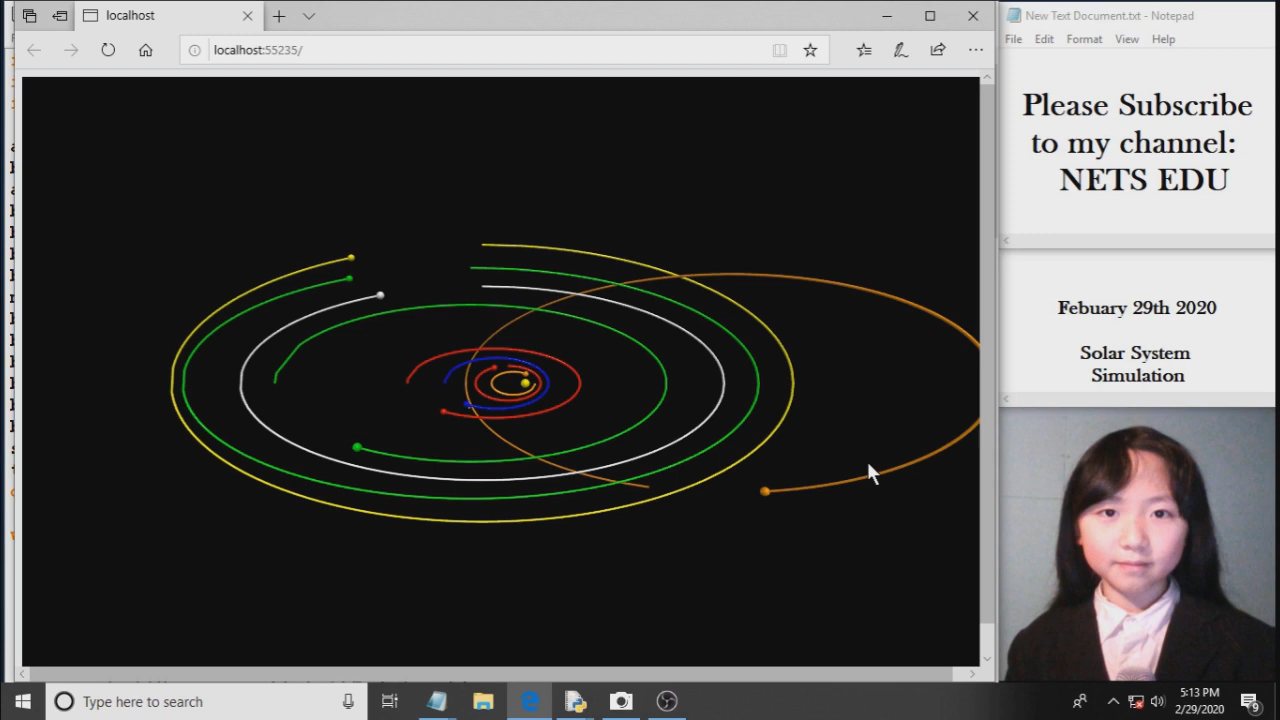 localhost
localhost:55235/
New Text Document.txt - Notepad
File Edit Format View Help
Please Subscribe
to my channel:
NETS EDU
Febuary 29th 2020
Solar System
Simulation
Type here to search
5:13 PM
2/29/2020
9